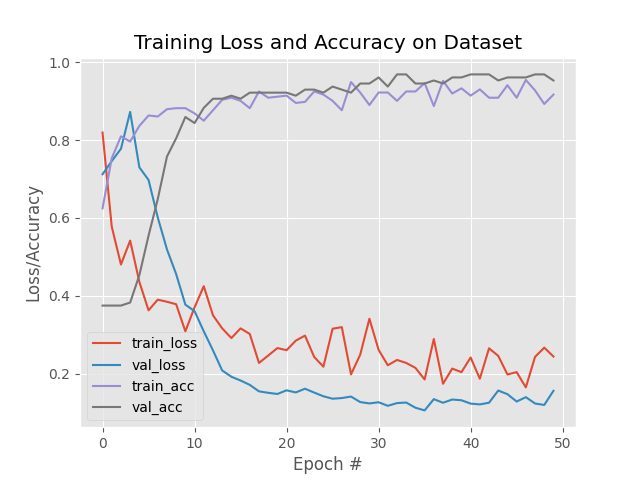 Training Loss and Accuracy on Dataset
1.0
0.8
0.6
0.4
0.2
Loss/Accuracy
train_loss
val_loss
train_acc
val_acc
0
10
20
30
40
50
Epoch #